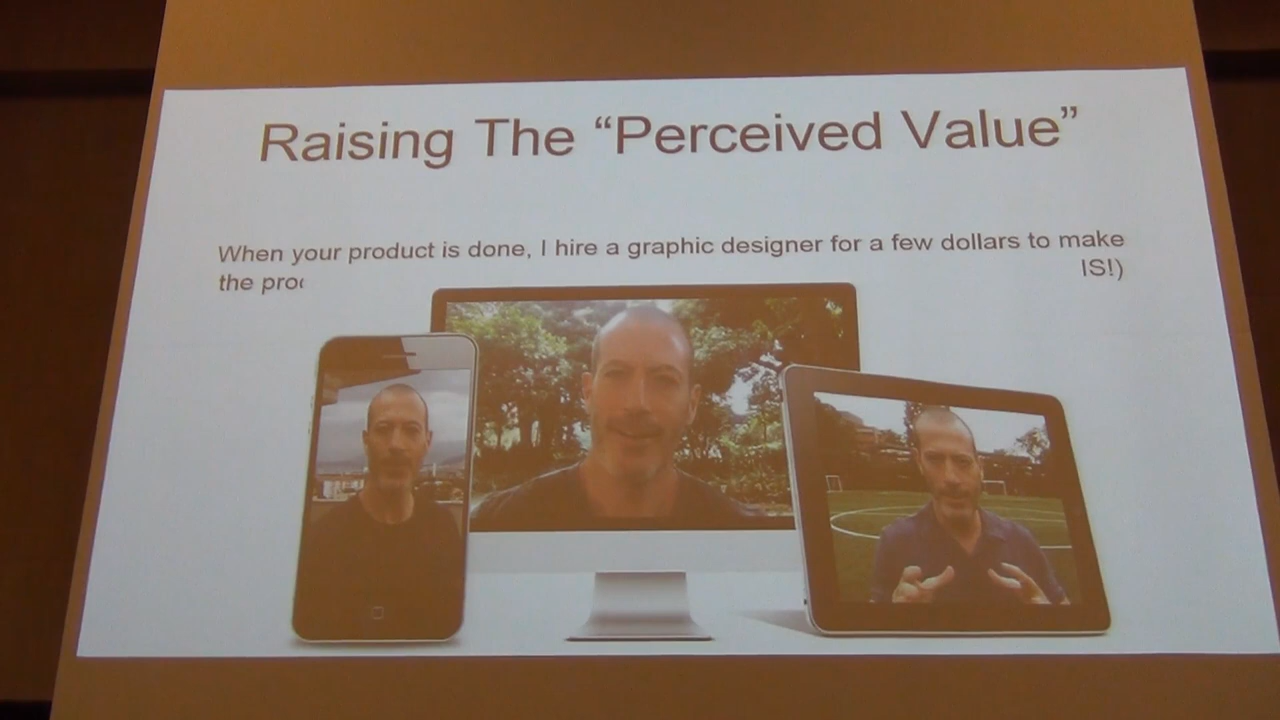 Raising The “Perceived Value”
When your product is done, I hire a graphic designer for a few dollars to make
the IS!)